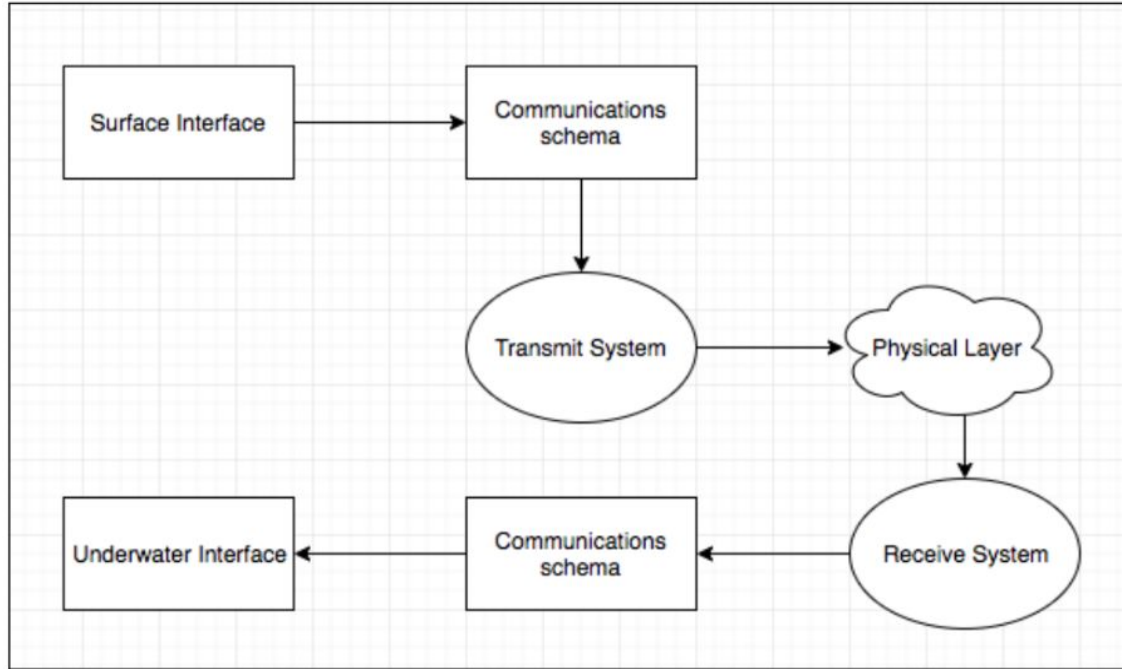 Surface Interface
Communications
schema
Transmit System
Physical Layer
Underwater Interface
Communications
schema
Receive System